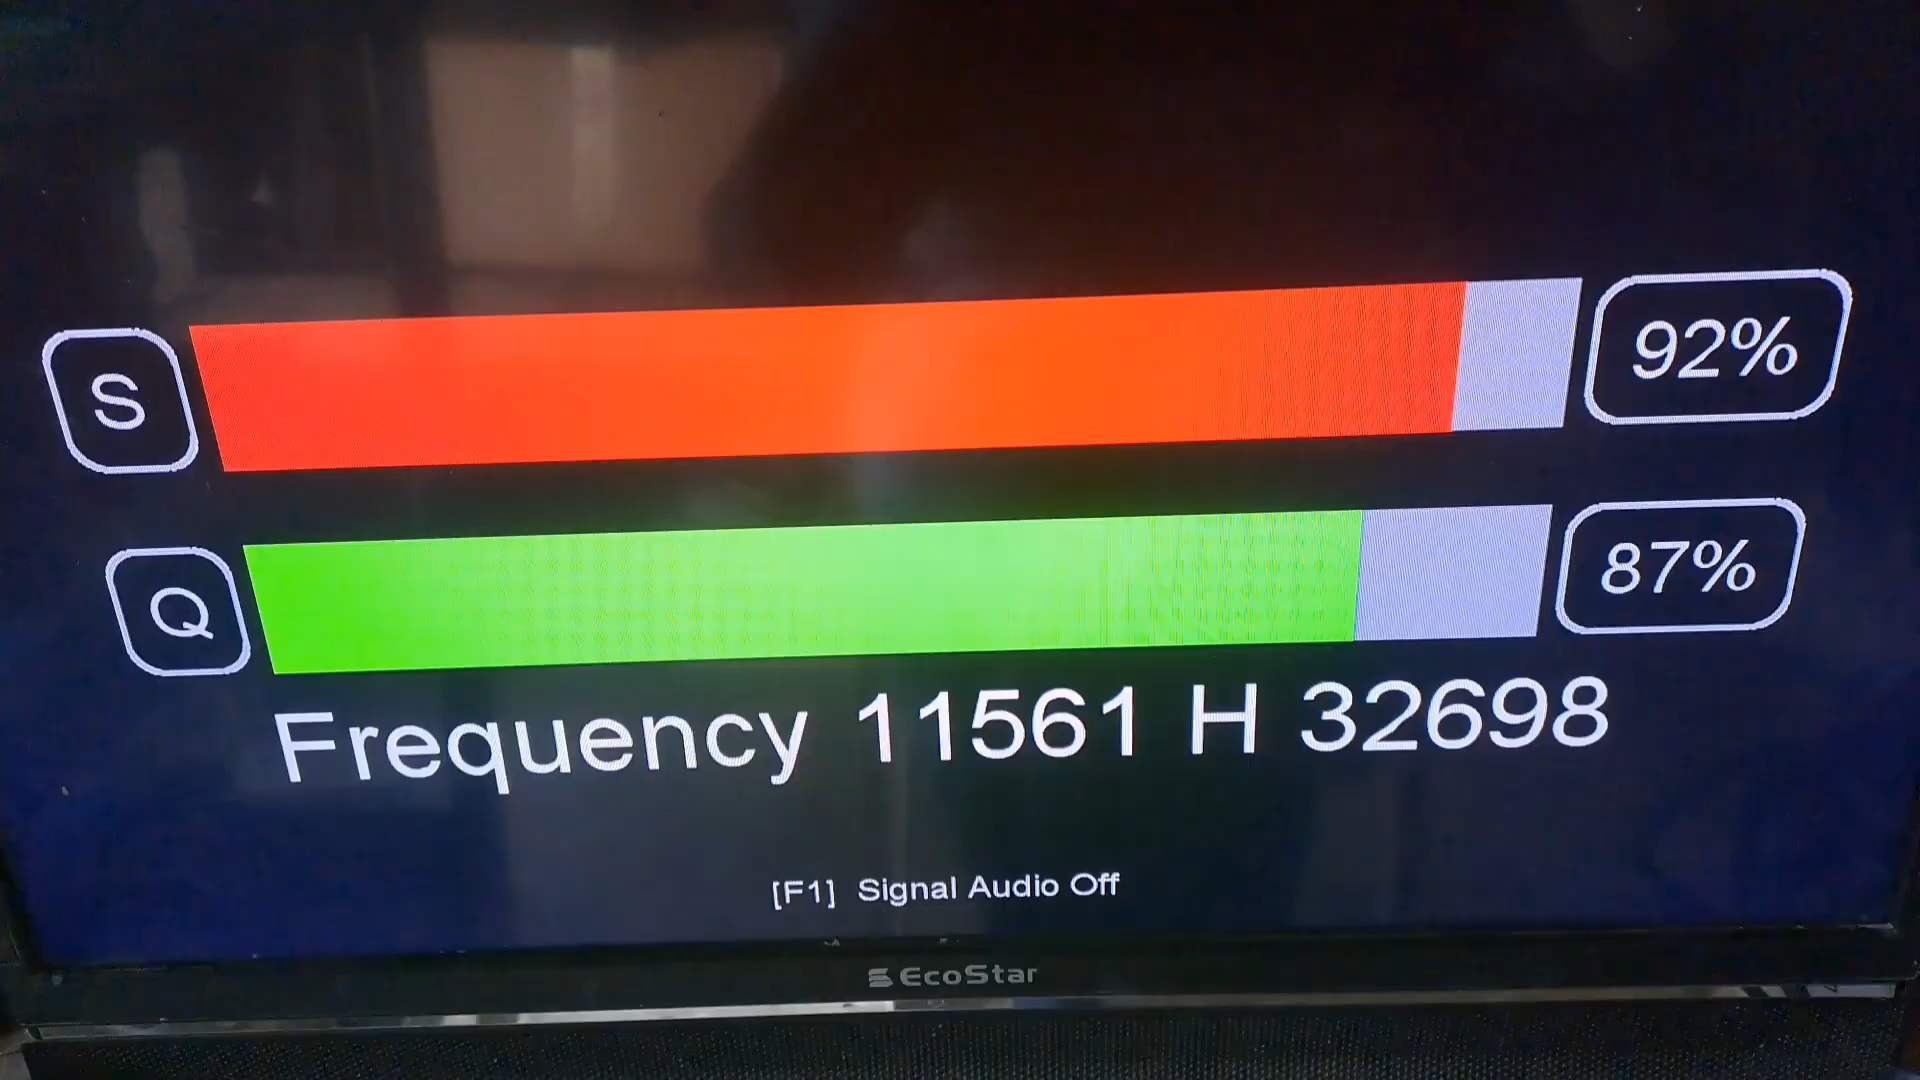 S 92%
Q 87%
Frequency 11561 H 32698
[F1] Signal Audio Off
EcoStar